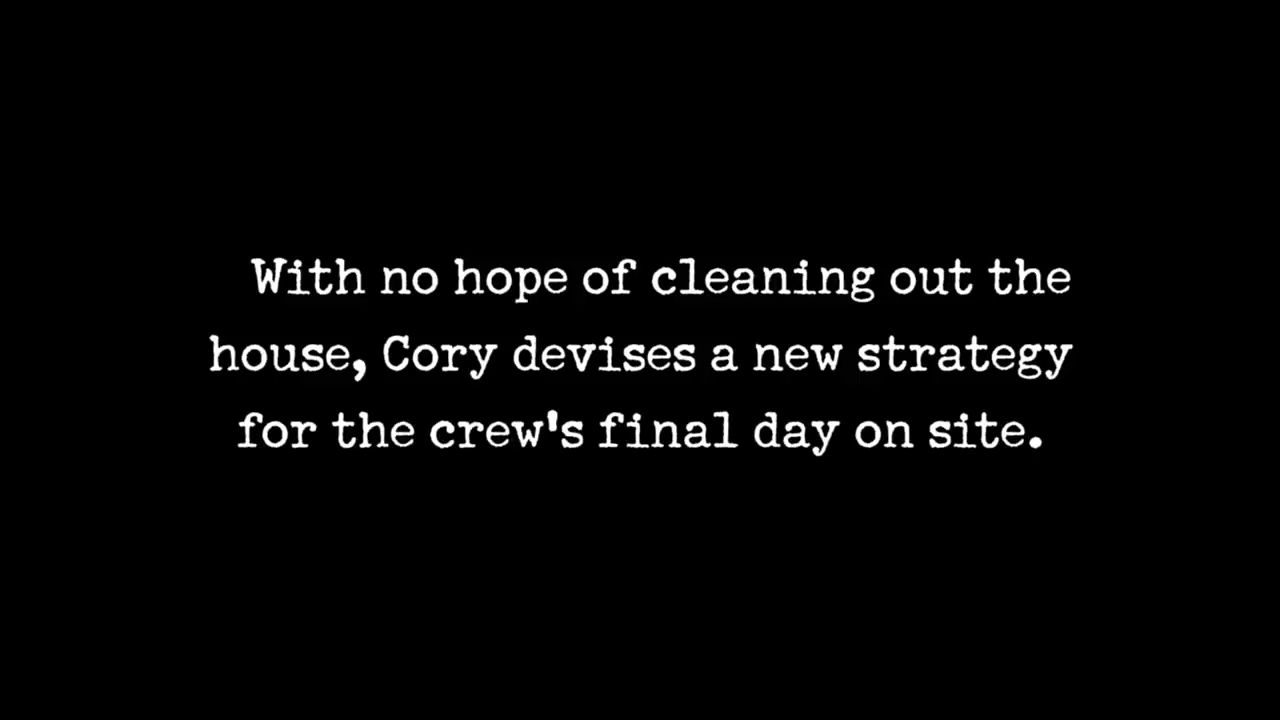 With no hope of cleaning out the
house, Cory devises a new strategy
for the crew's final day on site.